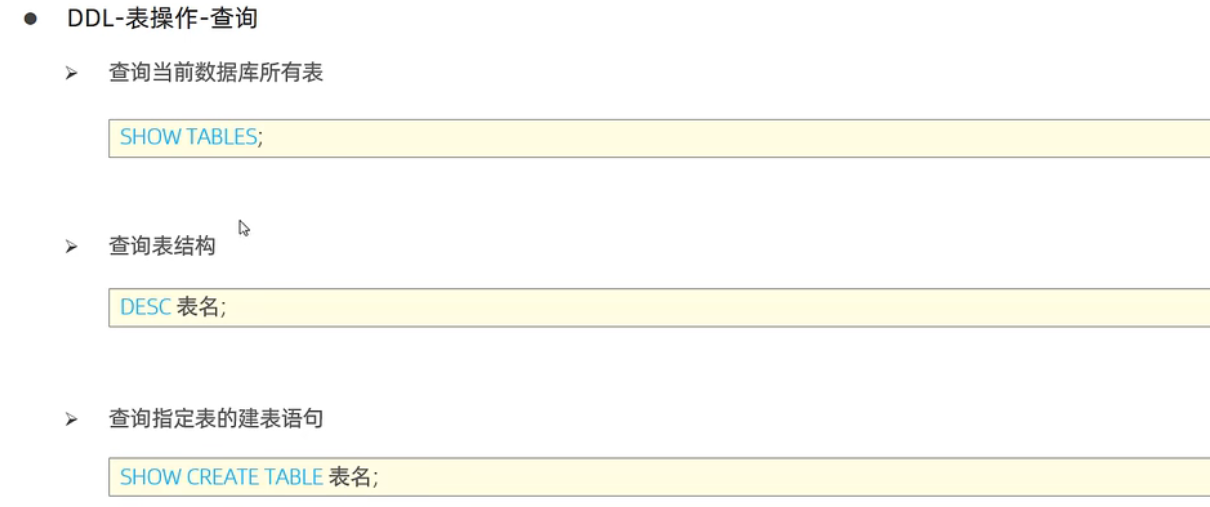 DDL-表操作-查询
查询当前数据库所有表
SHOW TABLES;
查询表结构
DESC 表名;
查询指定表的建表语句
SHOW CREATE TABLE 表名;